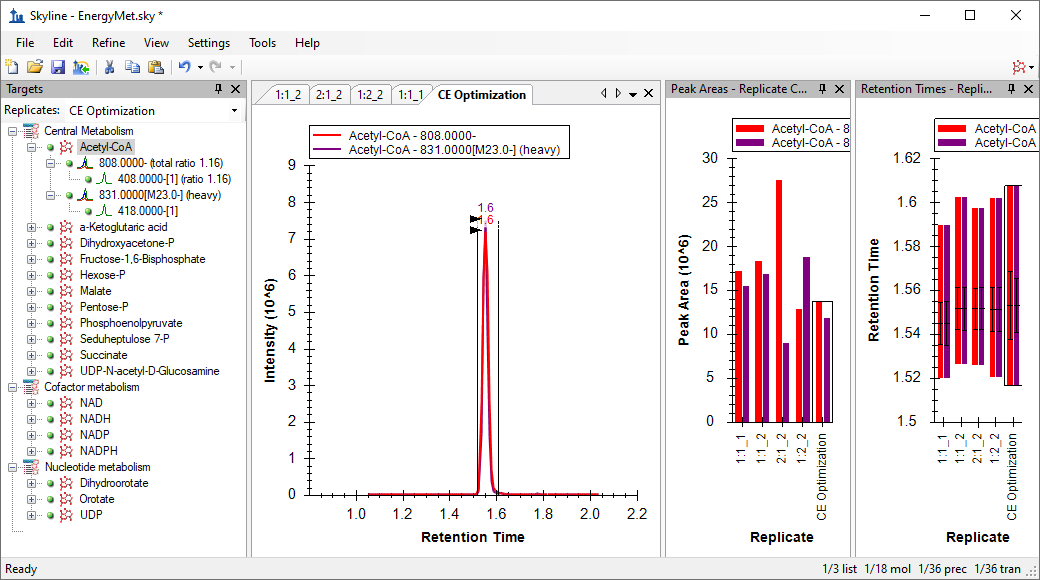 Skyline - EnergyMet.sky *
File Edit Refine View Settings Tools Help
Targets
Replicates: CE Optimization
Central Metabolism
Acetyl-CoA
808.0000- (total ratio 1.16)
408.0000-[1] (ratio 1.16)
831.0000[M23.0-] (heavy)
418.0000-[1]
a-Ketoglutaric acid
Dihydroxyacetone-P
Fructose-1,6-Bisphosphate
Hexose-P
Malate
Pentose-P
Phosphoenolpyruvate
Seduheptulose 7-P
Succinate
UDP-N-acetyl-D-Glucosamine
Cofactor metabolism
NAD
NADH
NADP
NADPH
Nucleotide metabolism
Dihydroorotate
Orotate
UDP
1:1_2 2:1_2 1:2_2 1:1_1 CE Optimization
Acetyl-CoA - 808.0000-
Acetyl-CoA - 831.0000[M23.0-] (heavy)
9
8
7
6
5
4
3
2
1
0
Intensity (10^6)
1.6
1.6
1.0 1.2 1.4 1.6 1.8 2.0 2.2
Retention Time
Peak Areas - Replicate C...
Acetyl-CoA - 8
Acetyl-CoA - 8
30
25
20
15
10
5
0
Peak Area (10^6)
1:1_1
1:1_2
2:1_2
1:2_2
CE Optimization
Replicate
Retention Times - Repli...
Acetyl-CoA
Acetyl-CoA
1.62
1.6
1.58
1.56
1.54
1.52
1.5
Retention Time
1:1_1
1:1_2
2:1_2
1:2_2
CE Optimization
Replicate
Ready
1/3 list 1/18 mol 1/36 prec 1/36 tran